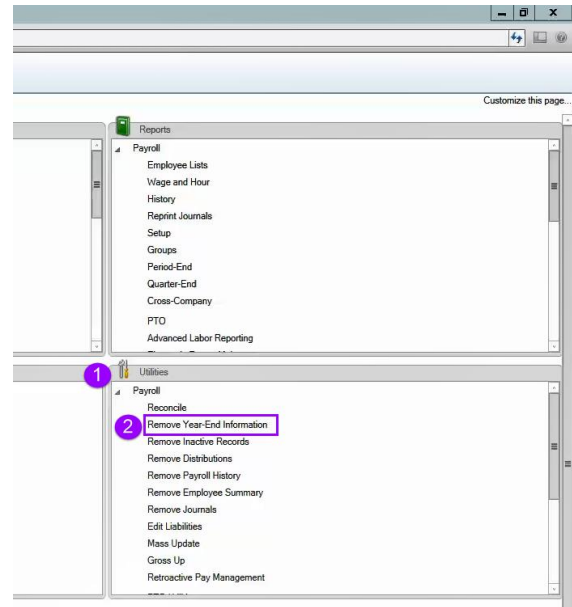 Customize this page...
Reports
Payroll
Employee Lists
Wage and Hour
History
Reprint Journals
Setup
Groups
Period-End
Quarter-End
Cross-Company
PTO
Advanced Labor Reporting
1 Utilities
Payroll
Reconcile
2 Remove Year-End Information
Remove Inactive Records
Remove Distributions
Remove Payroll History
Remove Employee Summary
Remove Journals
Edit Liabilities
Mass Update
Gross Up
Retroactive Pay Management